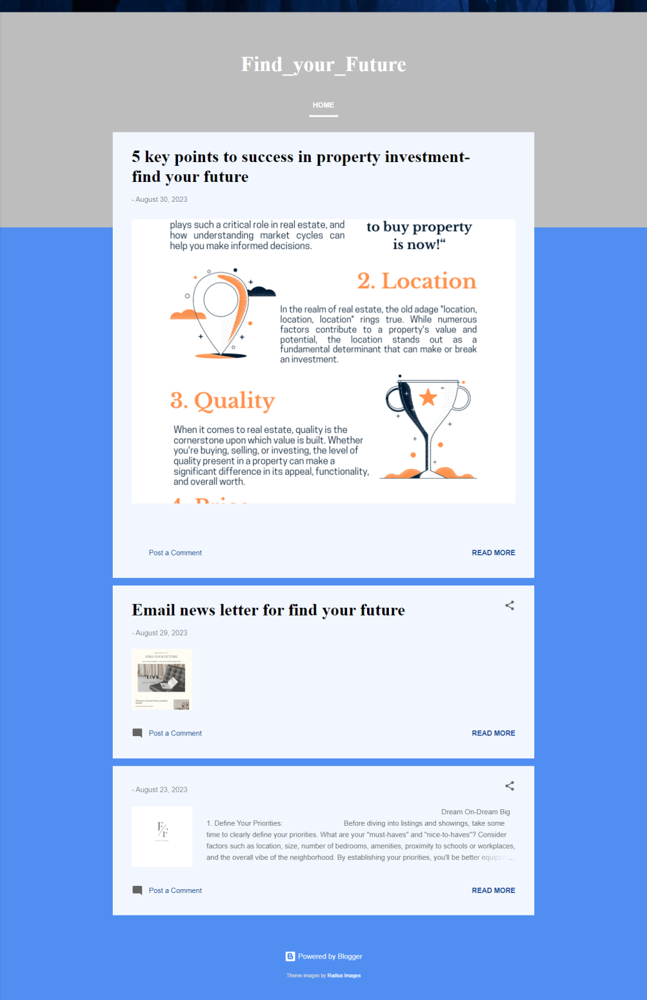 Find_your_Future
HOME
5 key points to success in property investment-
find your future
- August 30, 2023
plays such a critical role in real estate, and
how understanding market cycles can
help you make informed decisions.
to buy property
is now!“
2. Location
In the realm of real estate, the old adage "location,
location, location" rings true. While numerous
factors contribute to a property's value and
potential, the location stands out as a
fundamental determinant that can make or break
an investment.
3. Quality
When it comes to real estate, quality is the
cornerstone upon which value is built. Whether
you're buying, selling, or investing, the level of
quality present in a property can make a
significant difference in its appeal, functionality,
and overall worth.
4. Price
Post a Comment
READ MORE
Email news letter for find your future
- August 29, 2023
FIND YOUR FUTURE
LIVE
Post a Comment
READ MORE
- August 23, 2023
F/F
Dream On-Dream Big
1. Define Your Priorities: Before diving into listings and showings, take some
time to clearly define your priorities. What are your "must-haves" and "nice-to-haves"? Consider
factors such as location, size, number of bedrooms, amenities, proximity to schools or workplaces,
and the overall vibe of the neighborhood. By establishing your priorities, you'll be better equipp ...
Post a Comment
READ MORE
Powered by Blogger
Theme images by Radius Images